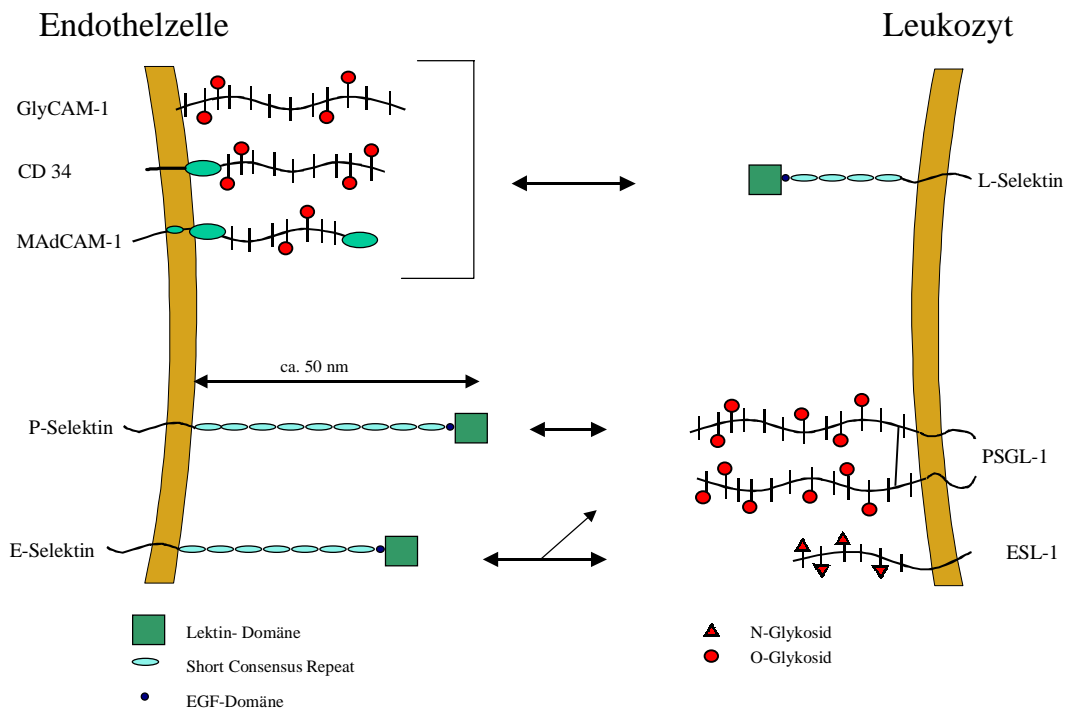 Endothelzelle
Leukozyt
GlyCAM-1
CD 34
L-Selektin
MAdCAM-1
ca. 50 nm
P-Selektin
PSGL-1
E-Selektin
ESL-1
Lektin- Domäne
N-Glykosid
Short Consensus Repeat
O-Glykosid
EGF-Domäne